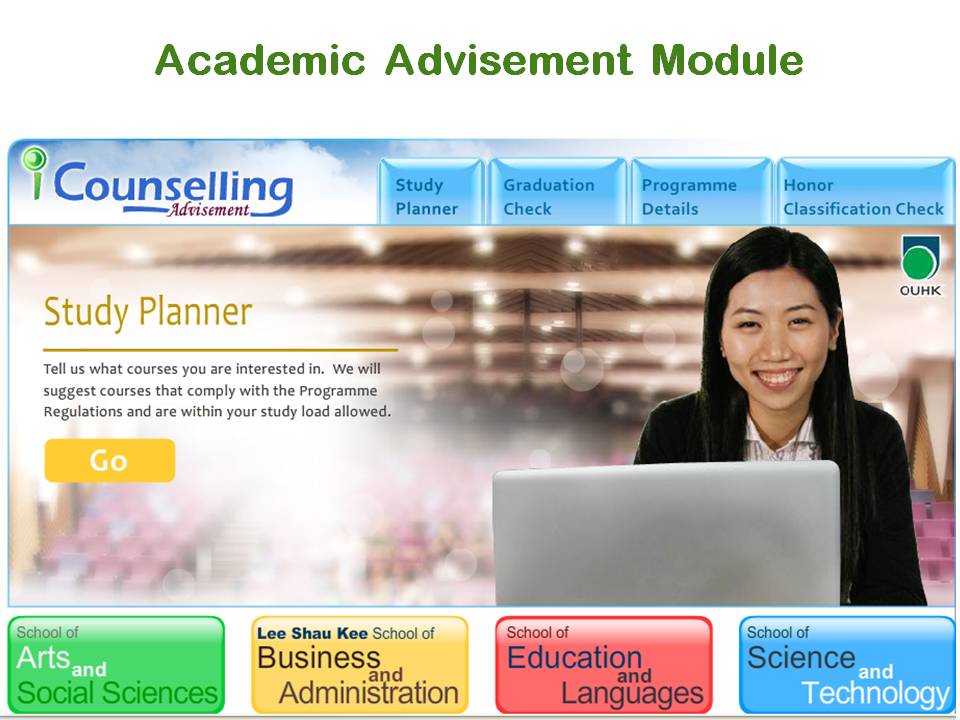 Academic Advisement Module
iCounselling
Advisement
Study
Planner
Graduation
Check
Programme
Details
Honor
Classification Check
OUHK
Study Planner
Tell us what courses you are interested in. We will
suggest courses that comply with the Programme
Regulations and are within your study load allowed.
Go
School of
Arts and
Social Sciences
Lee Shau Kee School of
Business and
Administration
School of
Education and
Languages
School of
Science and
Technology